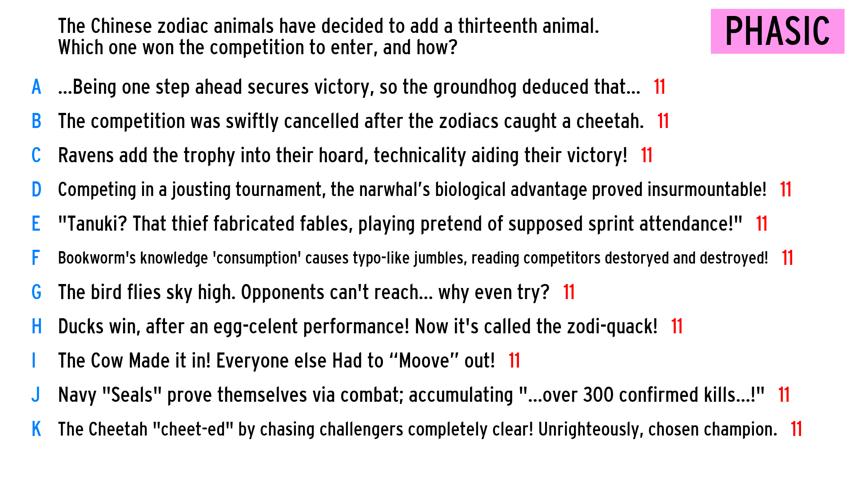 The Chinese zodiac animals have decided to add a thirteenth animal.
Which one won the competition to enter, and how?
PHASIC
A ...Being one step ahead secures victory, so the groundhog deduced that... 11
B The competition was swiftly cancelled after the zodiacs caught a cheetah. 11
C Ravens add the trophy into their hoard, technicality aiding their victory! 11
D Competing in a jousting tournament, the narwhal's biological advantage proved insurmountable! 11
E "Tanuki? That thief fabricated fables, playing pretend of supposed sprint attendance!" 11
F Bookworm's knowledge 'consumption' causes typo-like jumbles, reading competitors destoryed and destroyed! 11
G The bird flies sky high. Opponents can't reach... why even try? 11
H Ducks win, after an egg-celent performance! Now it's called the zodi-quack! 11
I The Cow Made it in! Everyone else Had to “Moove” out! 11
J Navy "Seals" prove themselves via combat; accumulating "...over 300 confirmed kills...!" 11
K The Cheetah "cheet-ed" by chasing challengers completely clear! Unrighteously, chosen champion. 11